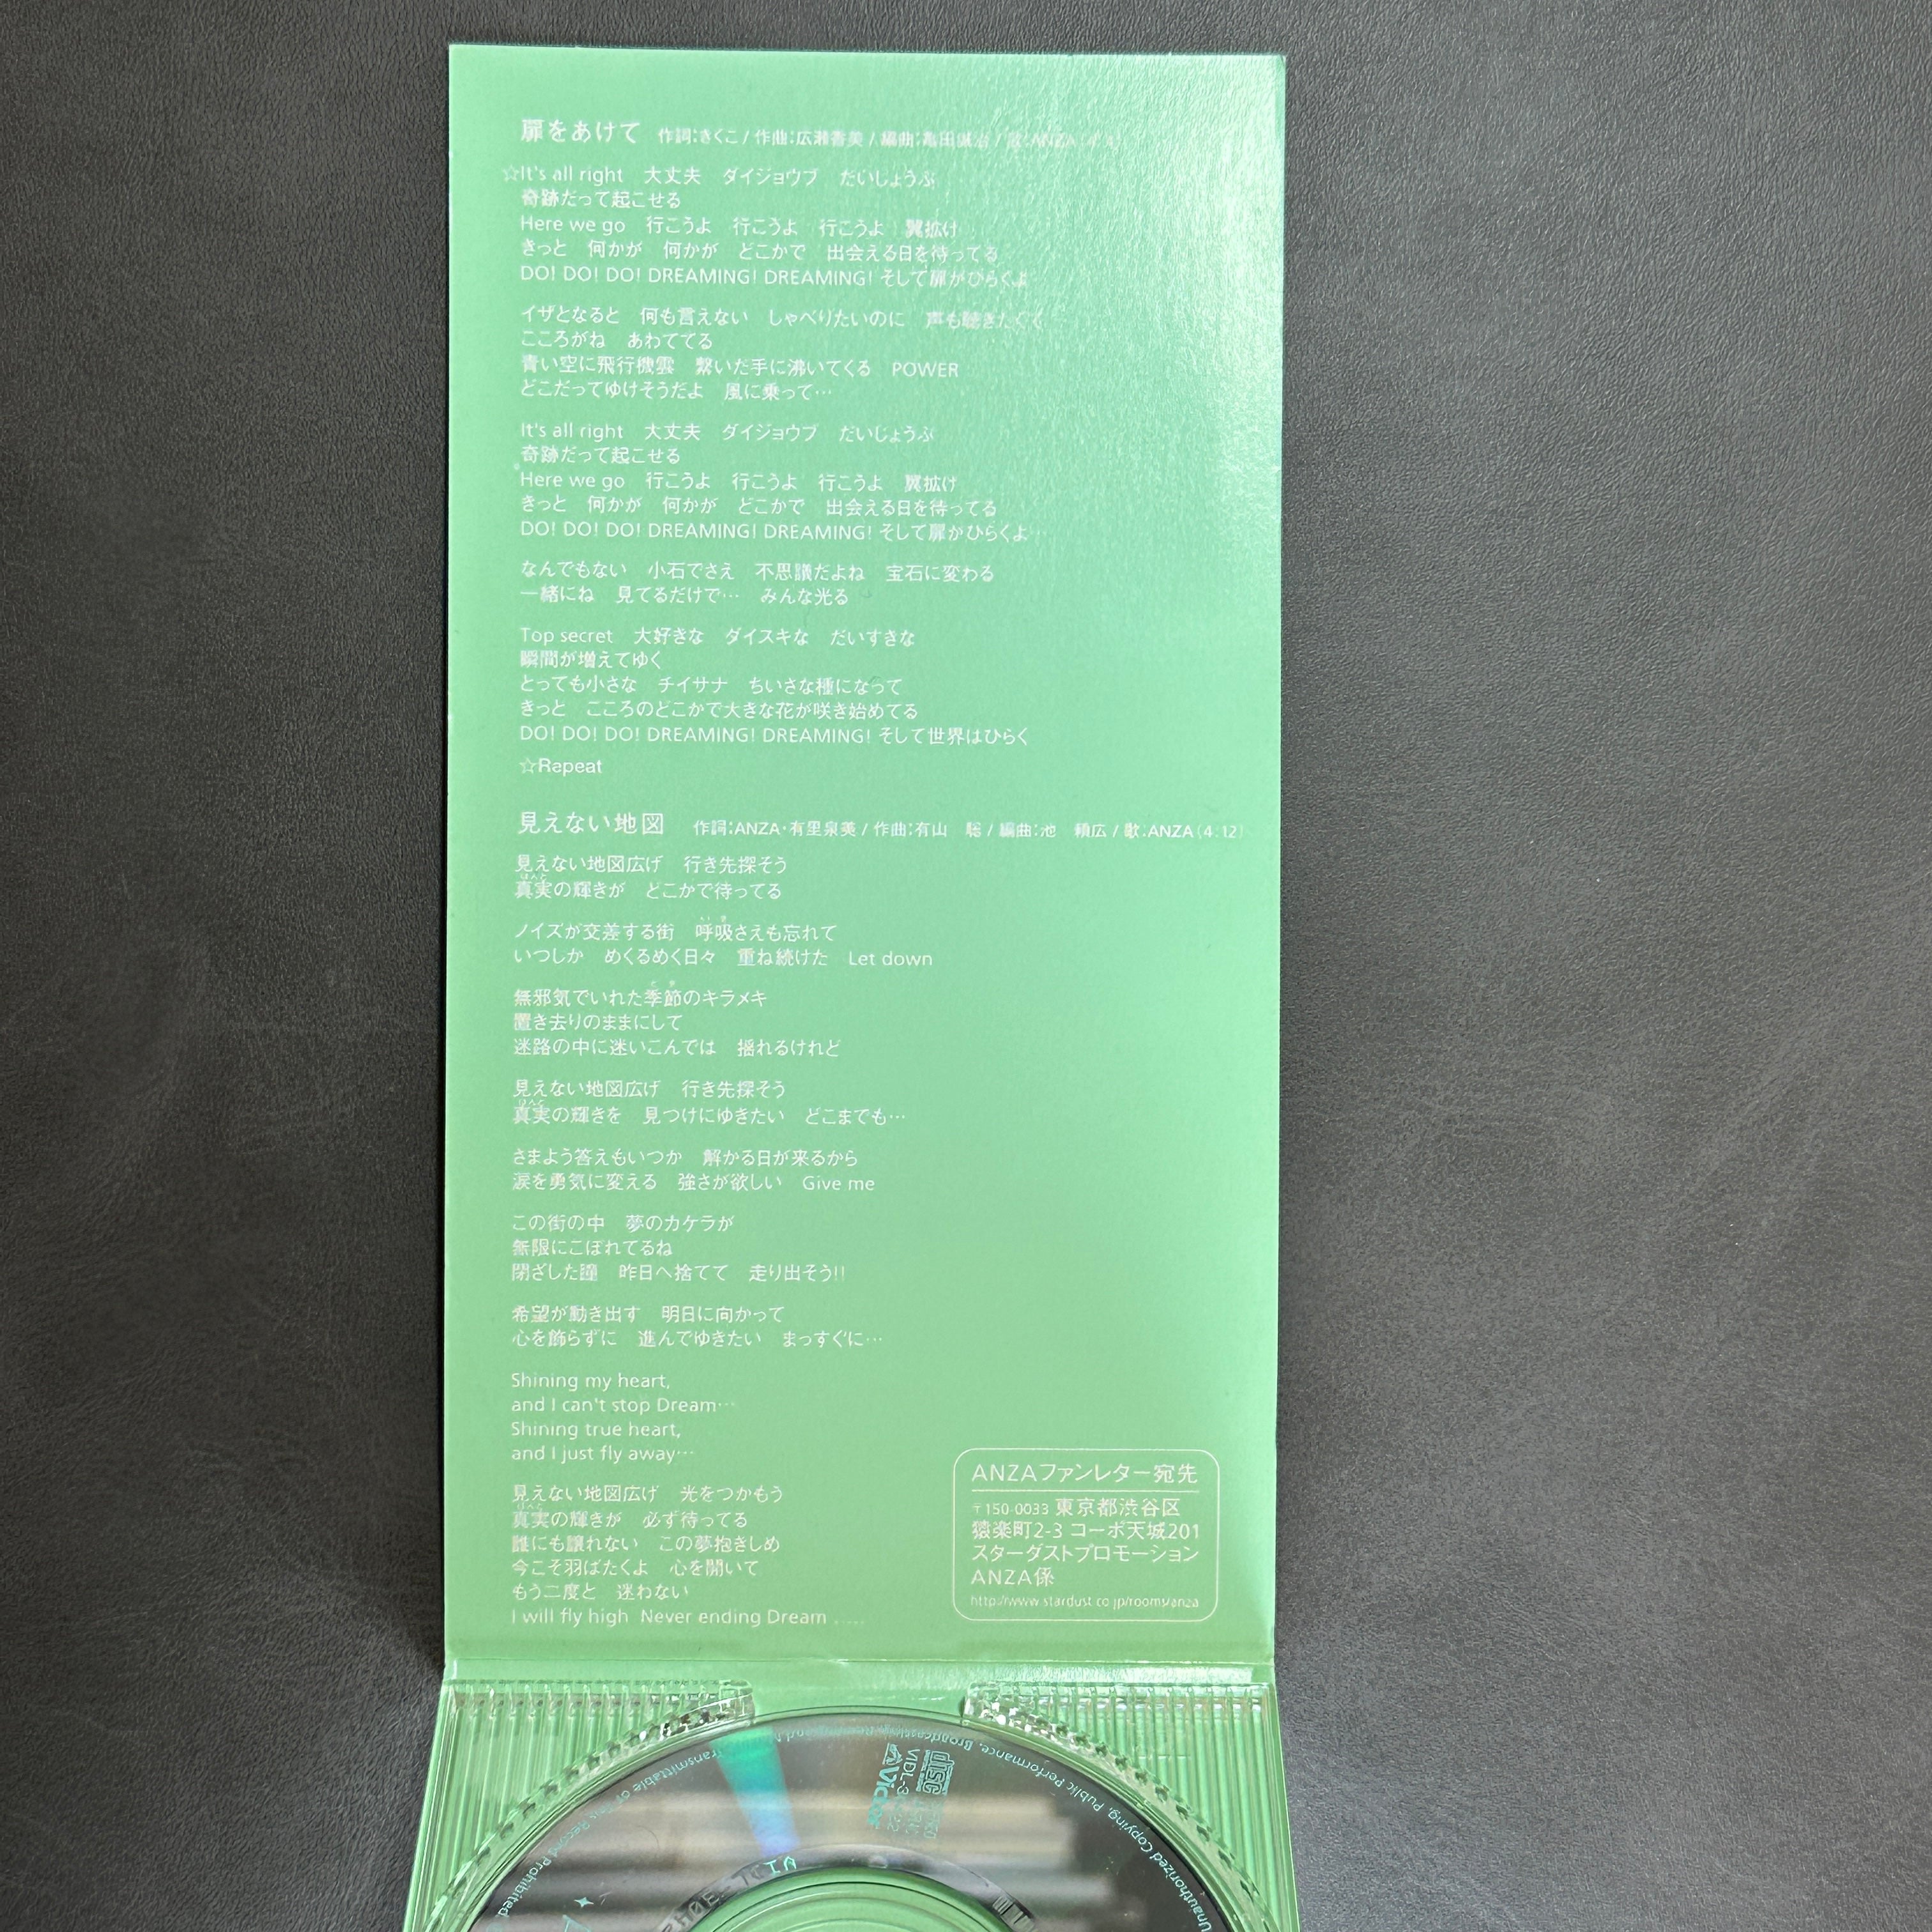 扉をあけて　作詞:きくこ / 作曲:広瀬香美 / 編曲:亀田誠治 / 歌:ANZA
☆It's all right　大丈夫　ダイジョウブ　だいじょうぶ
奇跡だって起こせる
Here we go　行こうよ　行こうよ　行こうよ　翼拡げ
きっと　何かが　何かが　どこかで　出会える日を待ってる
DO! DO! DO! DREAMING! DREAMING! そして扉がひらくよ
イザとなると　何も言えない　しゃべりたいのに　声も聴きたくて
こころがね　あわててる
青い空に飛行機雲　繋いだ手に沸いてくる　POWER
どこだってゆけそうだよ　風に乗って…
It's all right　大丈夫　ダイジョウブ　だいじょうぶ
奇跡だって起こせる
Here we go　行こうよ　行こうよ　行こうよ　翼拡げ
きっと　何かが　何かが　どこかで　出会える日を待ってる
DO! DO! DO! DREAMING! DREAMING! そして扉がひらくよ…
なんでもない　小石でさえ　不思議だよね　宝石に変わる
一緒にね　見てるだけで…　みんな光る
Top secret　大好きな　ダイスキな　だいすきな
瞬間が増えてゆく
とっても小さな　チイサナ　ちいさな種になって
きっと　こころのどこかで大きな花が咲き始めてる
DO! DO! DO! DREAMING! DREAMING! そして世界はひらく
☆Repeat
見えない地図　作詞:ANZA・有里泉美 / 作曲:有山　聡 / 編曲:池　頼広 / 歌:ANZA(4:12)
見えない地図広げ　行き先探そう
ほんと
真実の輝きが　どこかで待ってる
いき
ノイズが交差する街　呼吸さえも忘れて
いつしか　めくるめく日々　重ね続けた　Let down
とき
無邪気でいれた季節のキラメキ
置き去りのままにして
迷路の中に迷いこんでは　揺れるけれど
見えない地図広げ　行き先探そう
ほんと
真実の輝きを　見つけにゆきたい　どこまでも…
さまよう答えもいつか　解かる日が来るから
涙を勇気に変える　強さが欲しい　Give me
この街の中　夢のカケラが
無限にこぼれてるね
閉ざした瞳　昨日へ捨てて　走り出そう!!
希望が動き出す　明日に向かって
心を飾らずに　進んでゆきたい　まっすぐに…
Shining my heart,
and I can't stop Dream…
Shining true heart,
and I just fly away…
見えない地図広げ　光をつかもう
ほんと
真実の輝きが　必ず待ってる
誰にも譲れない　この夢抱きしめ
今こそ羽ばたくよ　心を開いて
もう二度と　迷わない
I will fly high  Never ending Dream ……
ANZAファンレター宛先
〒150-0033 東京都渋谷区
猿楽町2-3 コーポ天城201
スターダストプロモーション
ANZA係
http://www.stardust.co.jp/rooms/anza
Unauthorized Copying, Public Performance, Broadcasting
Transmittable
Record Prohibited
disc
Victor